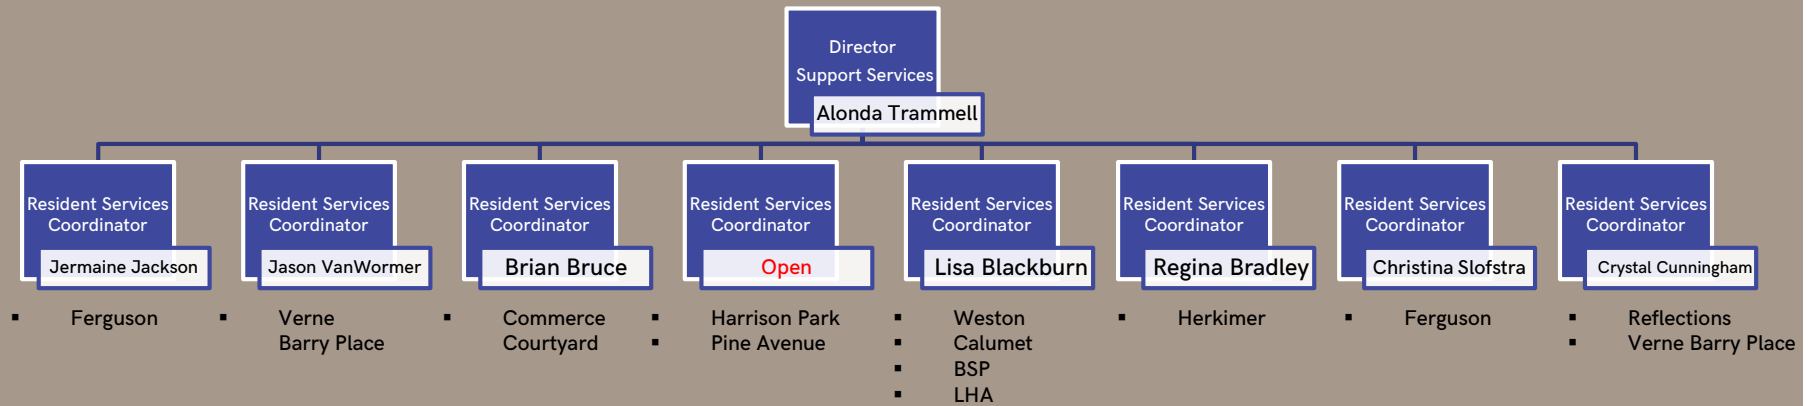 Director
Support Services
Alonda Trammell
Resident Services
Coordinator
Jermaine Jackson
Resident Services
Coordinator
Jason VanWormer
Resident Services
Coordinator
Brian Bruce
Resident Services
Coordinator
Open
Resident Services
Coordinator
Lisa Blackburn
Resident Services
Coordinator
Regina Bradley
Resident Services
Coordinator
Christina Slofstra
Resident Services
Coordinator
Crystal Cunningham
▪ Ferguson
▪ Verne
Barry Place
▪ Commerce
Courtyard
▪ Harrison Park
▪ Pine Avenue
▪ Weston
▪ Calumet
▪ BSP
▪ LHA
▪ Herkimer
▪ Ferguson
▪ Reflections
▪ Verne Barry Place